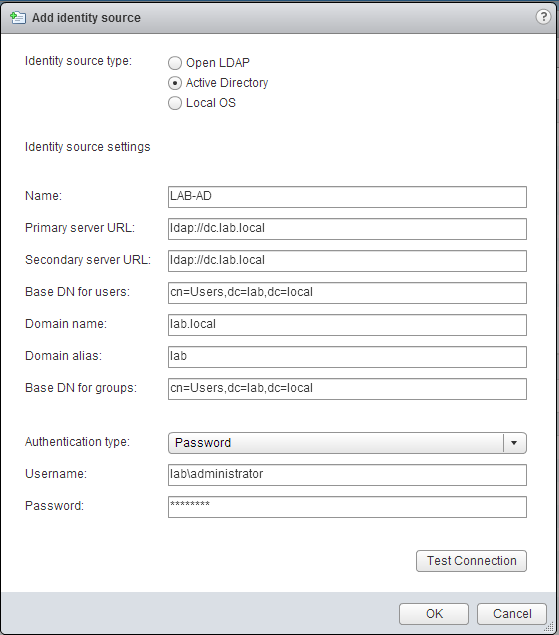 Add identity source
?
Identity source type:
Open LDAP
Active Directory
Local OS
Identity source settings
Name: LAB-AD
Primary server URL: ldap://dc.lab.local
Secondary server URL: ldap://dc.lab.local
Base DN for users: cn=Users,dc=lab,dc=local
Domain name: lab.local
Domain alias: lab
Base DN for groups: cn=Users,dc=lab,dc=local
Authentication type: Password
Username: lab\administrator
Password: ********
Test Connection
OK Cancel